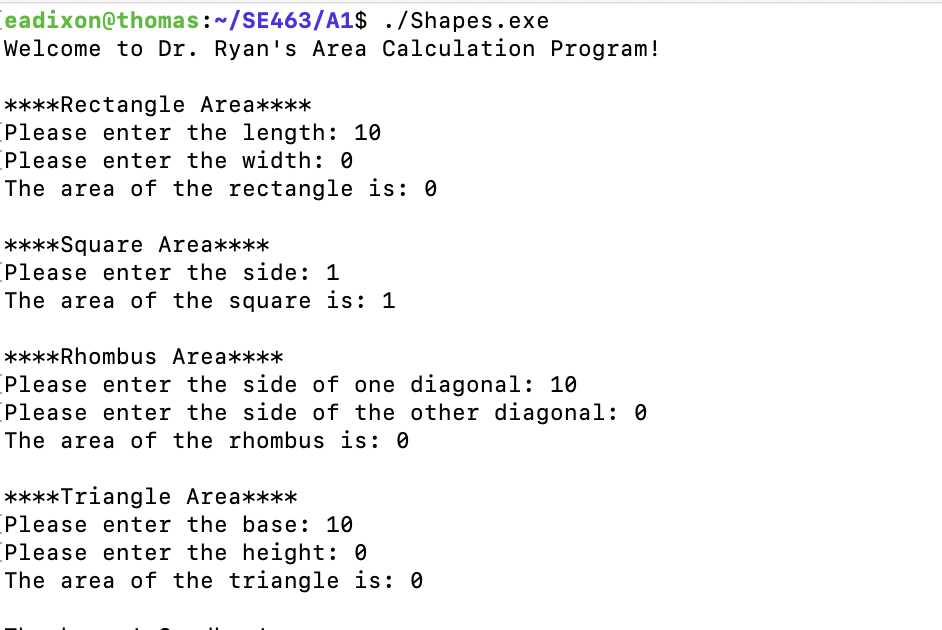 eadixon@thomas:~/SE463/A1$ ./Shapes.exe
Welcome to Dr. Ryan's Area Calculation Program!
****Rectangle Area****
Please enter the length: 10
Please enter the width: 0
The area of the rectangle is: 0
****Square Area****
Please enter the side: 1
The area of the square is: 1
****Rhombus Area****
Please enter the side of one diagonal: 10
Please enter the side of the other diagonal: 0
The area of the rhombus is: 0
****Triangle Area****
Please enter the base: 10
Please enter the height: 0
The area of the triangle is: 0